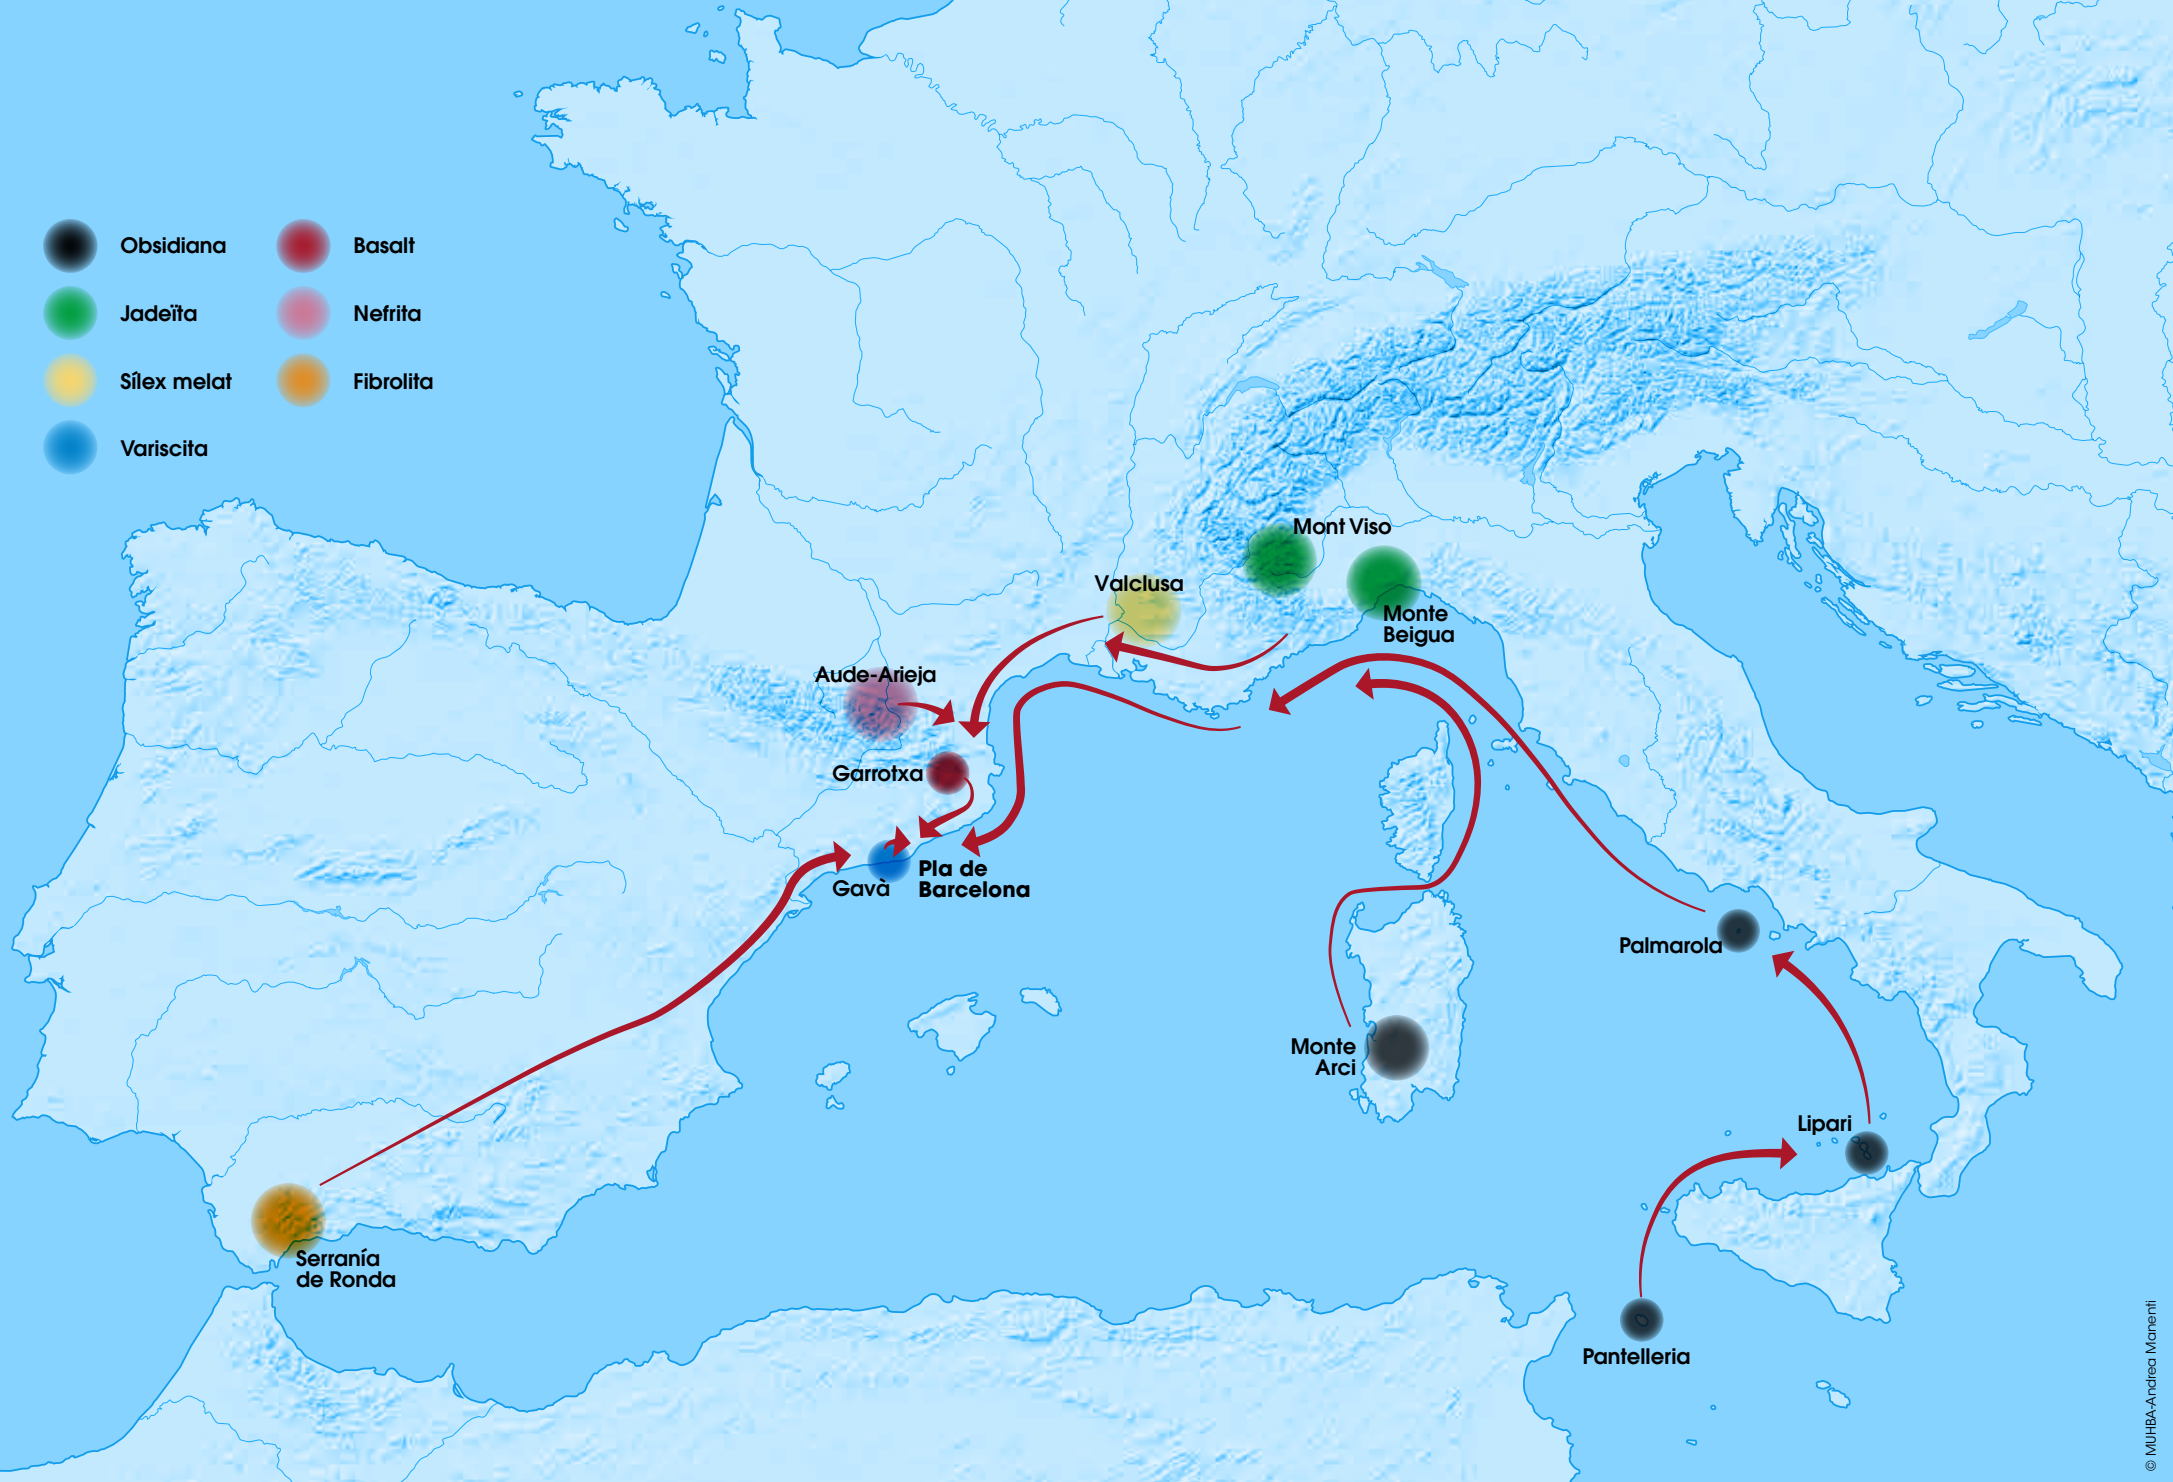 Obsidiana
Basalt
Jadeïta
Nefrita
Sílex melat
Fibrolita
Variscita
Mont Viso
Valclusa
Monte
Beigua
Aude-Arieja
Garrotxa
Gavà
Pla de
Barcelona
Palmarola
Monte
Arci
Lipari
Serranía
de Ronda
Pantelleria
© MUHBA-Andrea Manenti